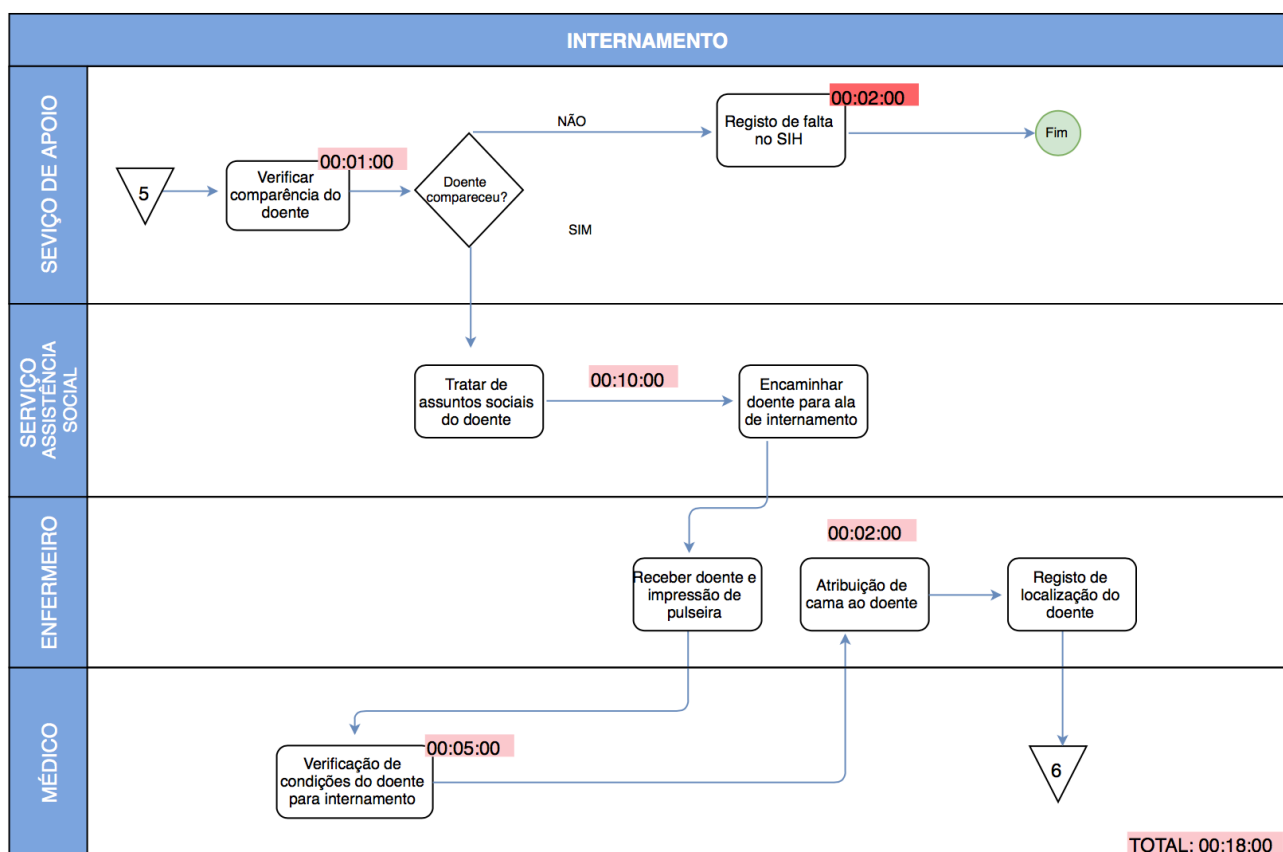 INTERNAMENTO
SEVIÇO DE APOIO
5
Verificar
comparência do
doente
00:01:00
Doente
compareceu?
NÃO
SIM
Registo de falta
no SIH
00:02:00
Fim
SERVIÇO
ASSISTÊNCIA
SOCIAL
Tratar de
assuntos sociais
do doente
00:10:00
Encaminhar
doente para ala
de internamento
ENFERMEIRO
Receber doente e
impressão de
pulseira
00:02:00
Atribuição de
cama ao doente
Registo de
localização do
doente
MÉDICO
Verificação de
condições do doente
para internamento
00:05:00
6
TOTAL: 00:18:00